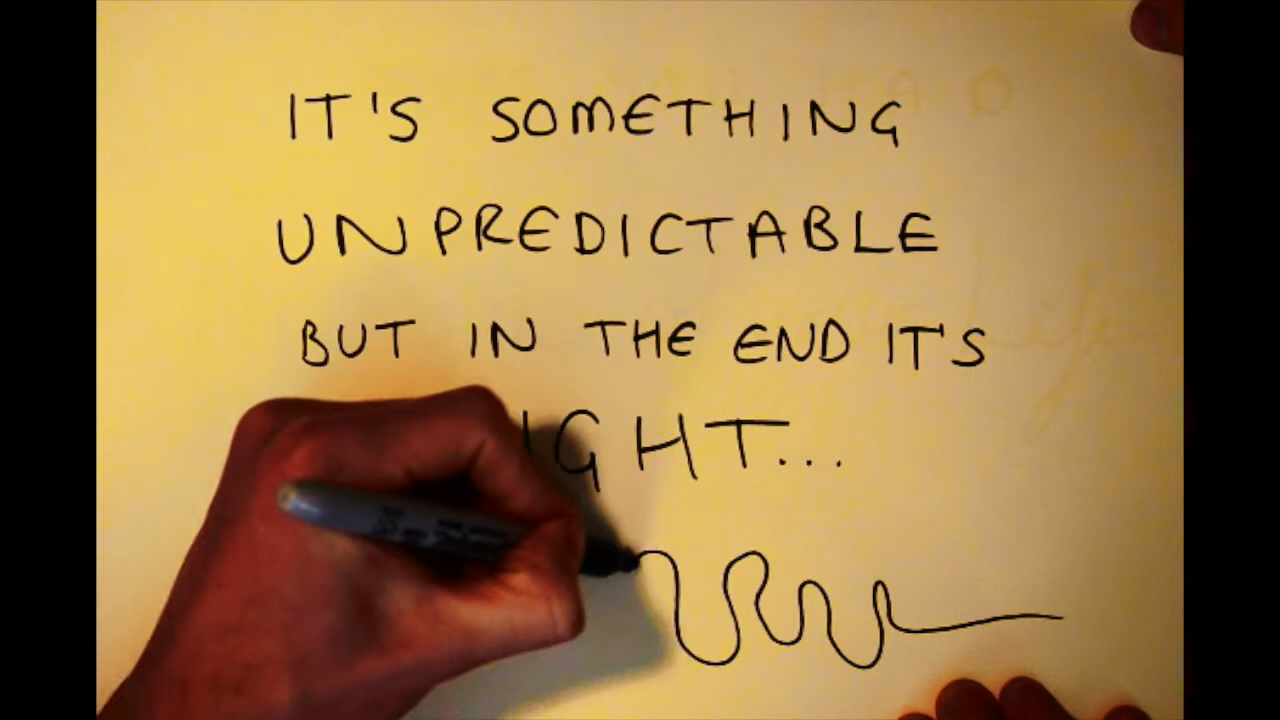 IT'S SOMETHING
UNPREDICTABLE
BUT IN THE END IT'S
IGHT...